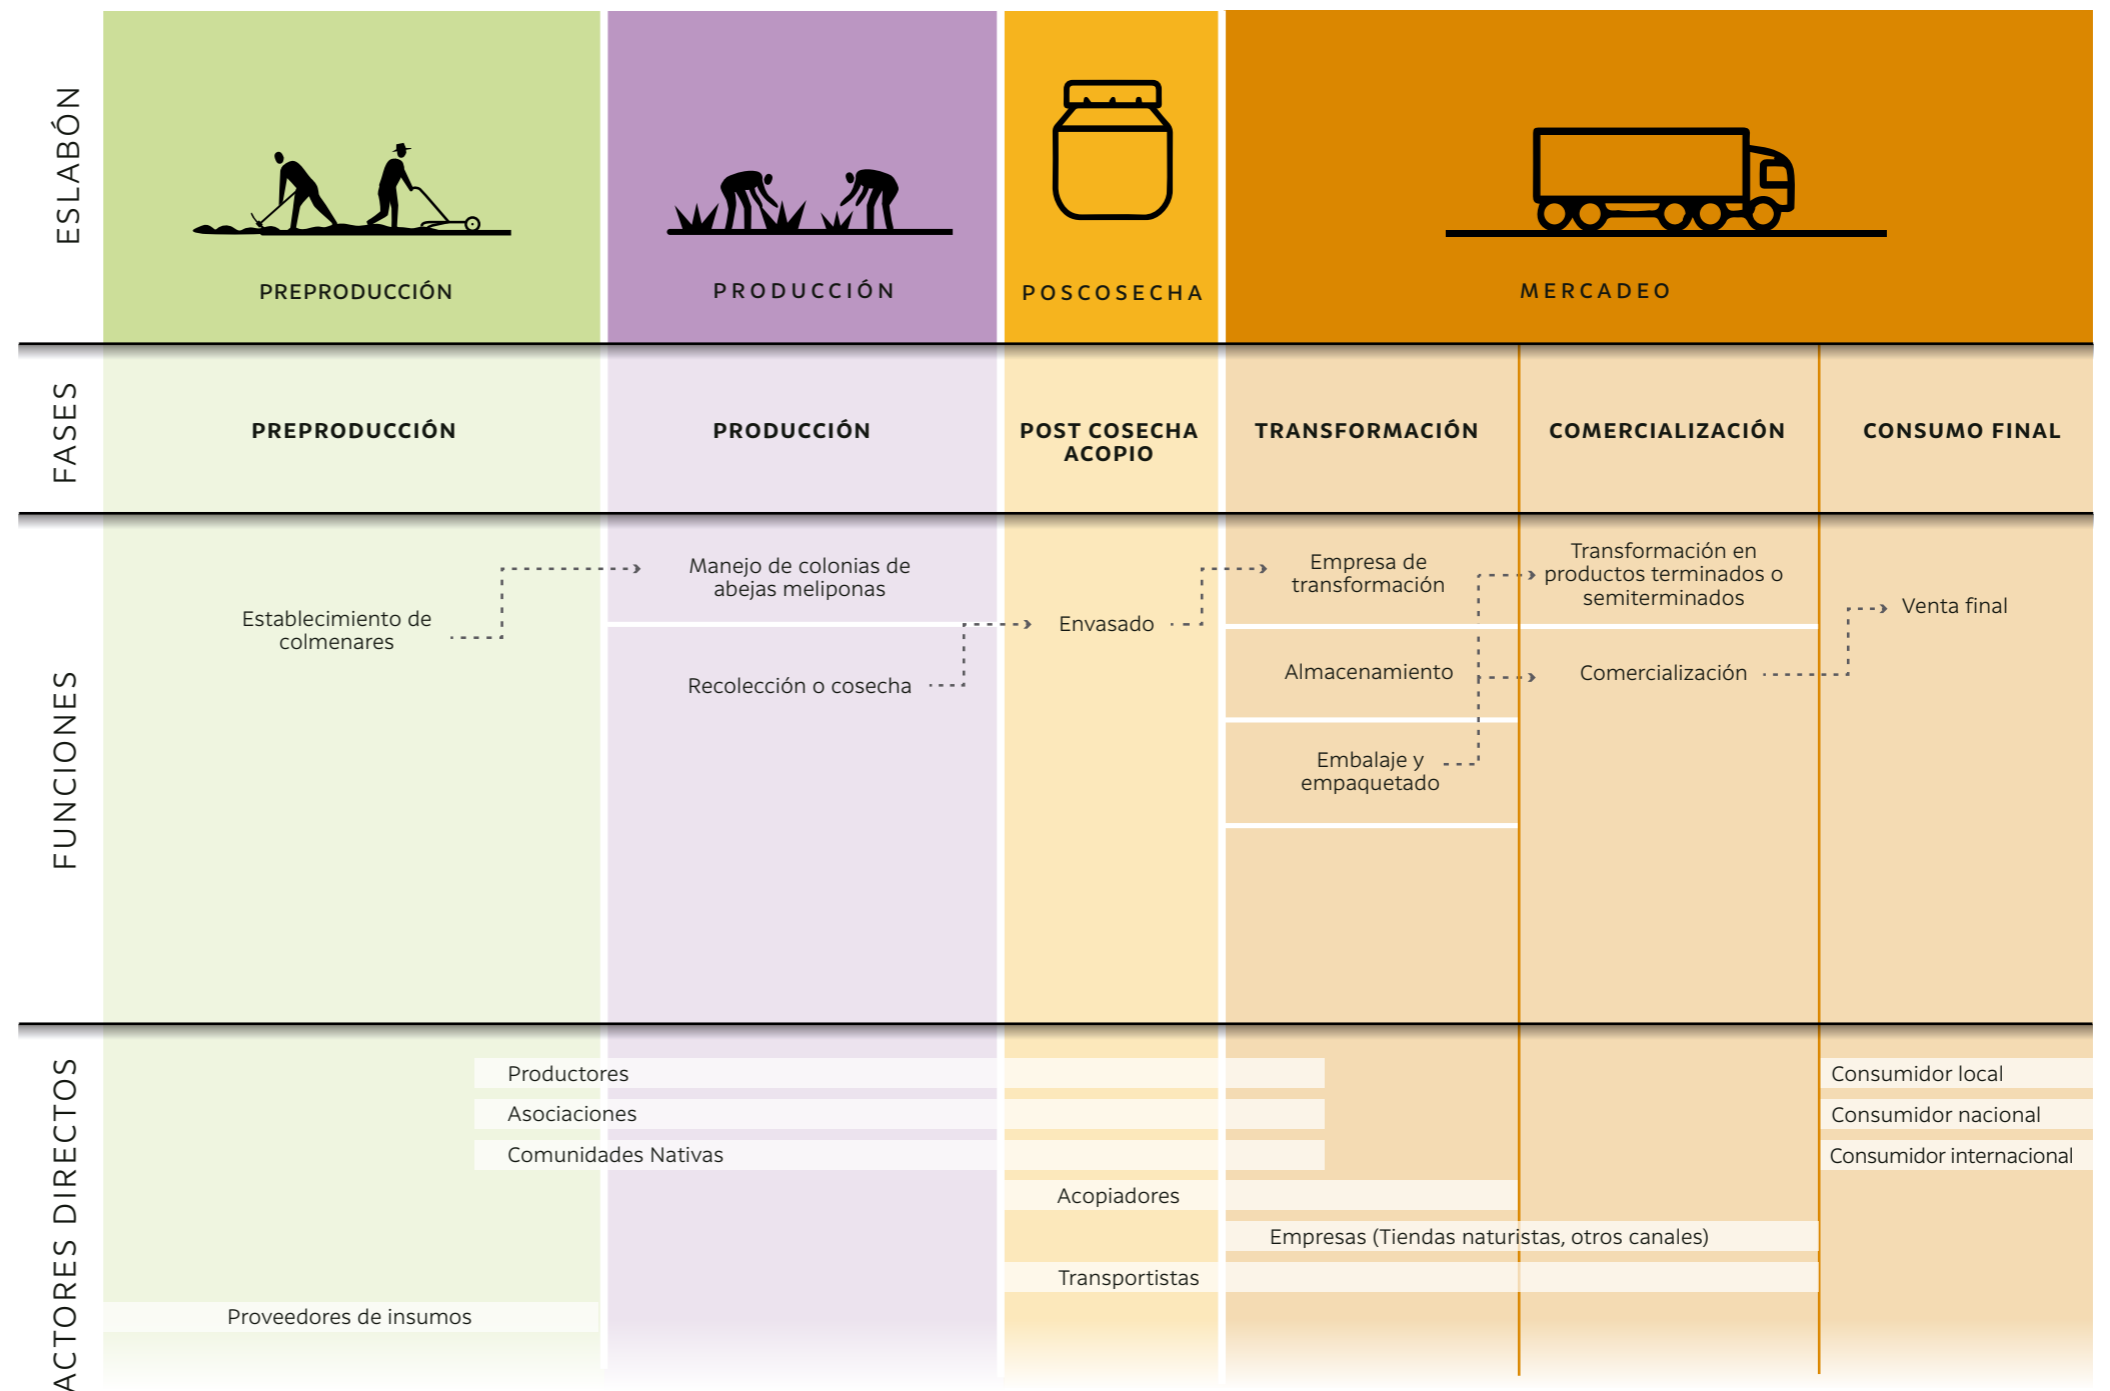 ESLABÓN
PREPRODUCCIÓN
PRODUCCIÓN
POSCOSECHA
MERCADEO
FASES
PREPRODUCCIÓN
PRODUCCIÓN
POST COSECHA
ACOPIO
TRANSFORMACIÓN
COMERCIALIZACIÓN
CONSUMO FINAL
FUNCIONES
Establecimiento de
colmenares
Manejo de colonias de
abejas meliponas
Recolección o cosecha
Envasado
Empresa de
transformación
Almacenamiento
Embalaje y
empaquetado
Transformación en
productos terminados o
semiterminados
Comercialización
Venta final
ACTORES DIRECTOS
Productores
Asociaciones
Comunidades Nativas
Acopiadores
Empresas (Tiendas naturistas, otros canales)
Transportistas
Proveedores de insumos
Consumidor local
Consumidor nacional
Consumidor internacional